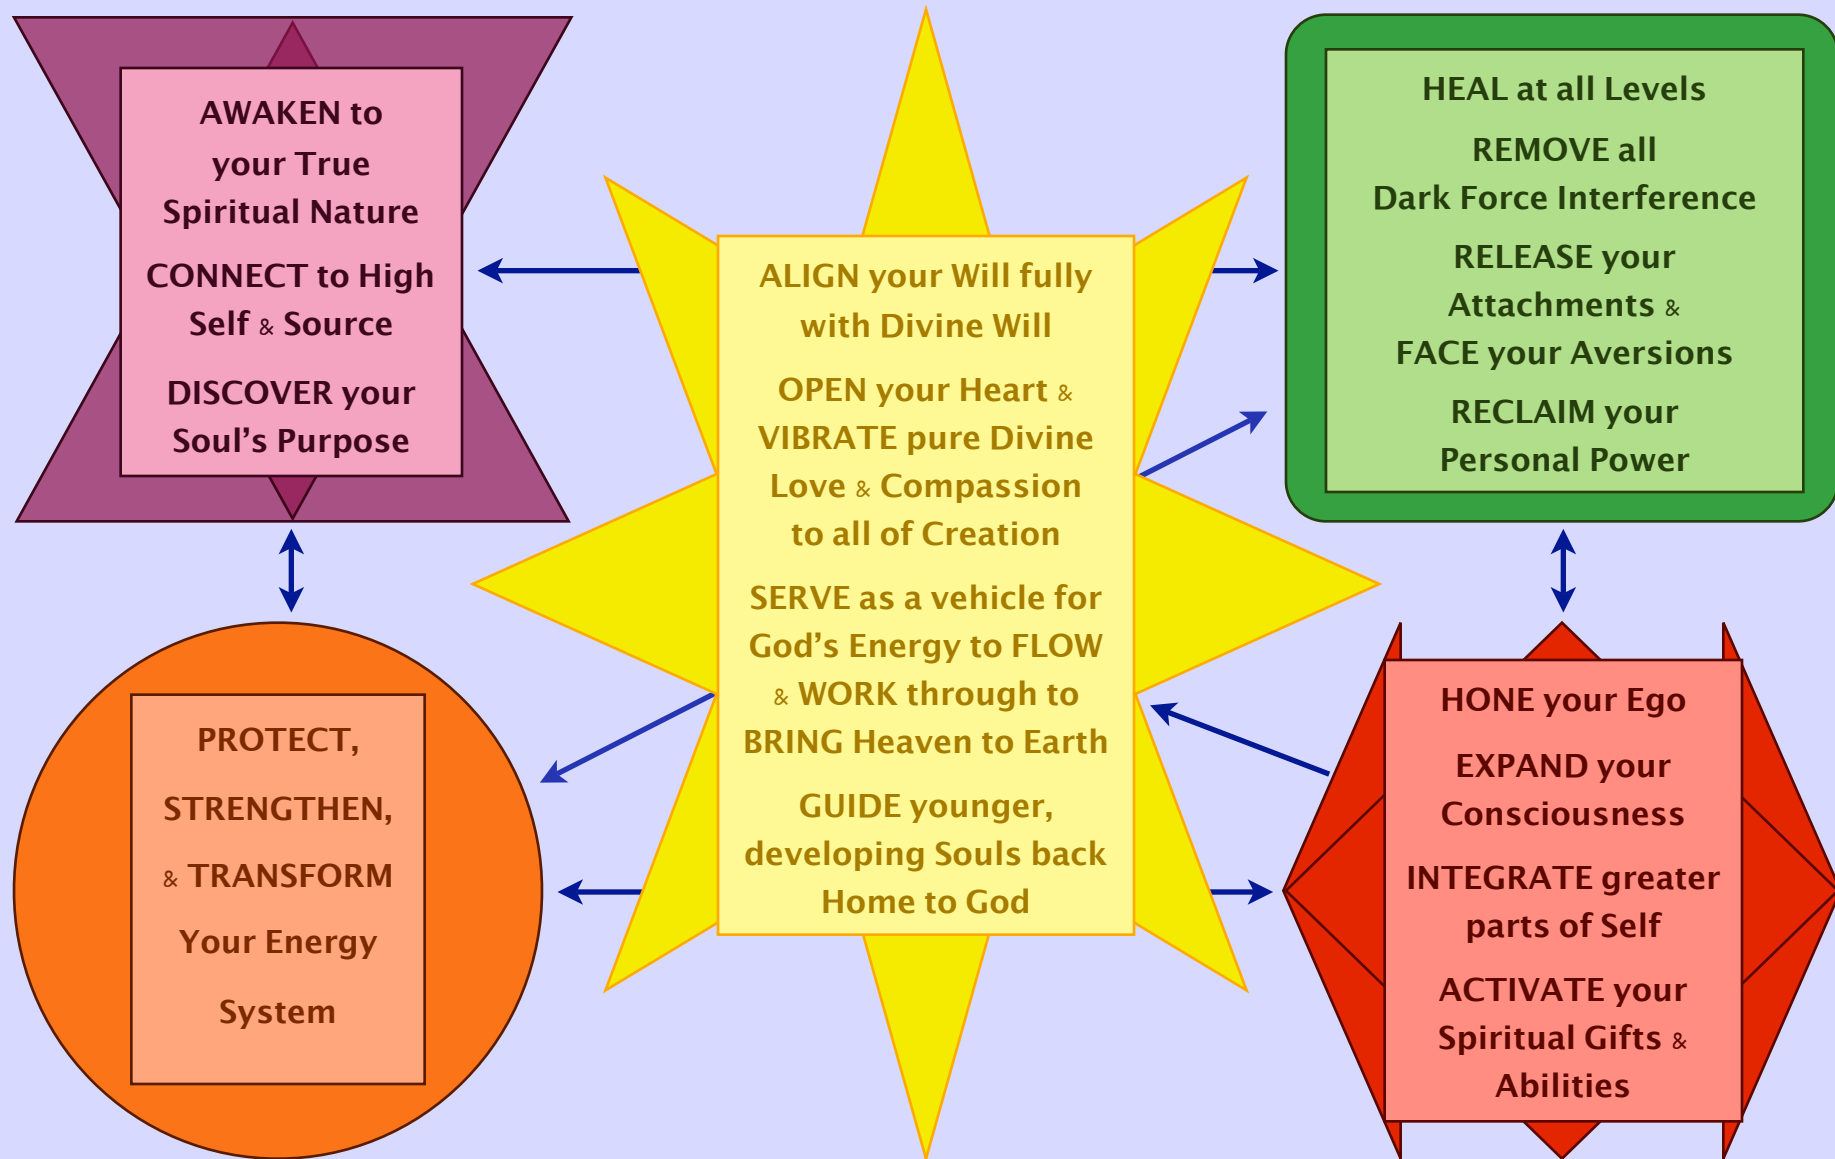 AWAKEN to
your True
Spiritual Nature
CONNECT to High
Self & Source
DISCOVER your
Soul's Purpose
ALIGN your Will fully
with Divine Will
OPEN your Heart &
VIBRATE pure Divine
Love & Compassion
to all of Creation
SERVE as a vehicle for
God's Energy to FLOW
& WORK through to
BRING Heaven to Earth
GUIDE younger,
developing Souls back
Home to God
HEAL at all Levels
REMOVE all
Dark Force Interference
RELEASE your
Attachments &
FACE your Aversions
RECLAIM your
Personal Power
PROTECT,
STRENGTHEN,
& TRANSFORM
Your Energy
System
HONE your Ego
EXPAND your
Consciousness
INTEGRATE greater
parts of Self
ACTIVATE your
Spiritual Gifts &
Abilities